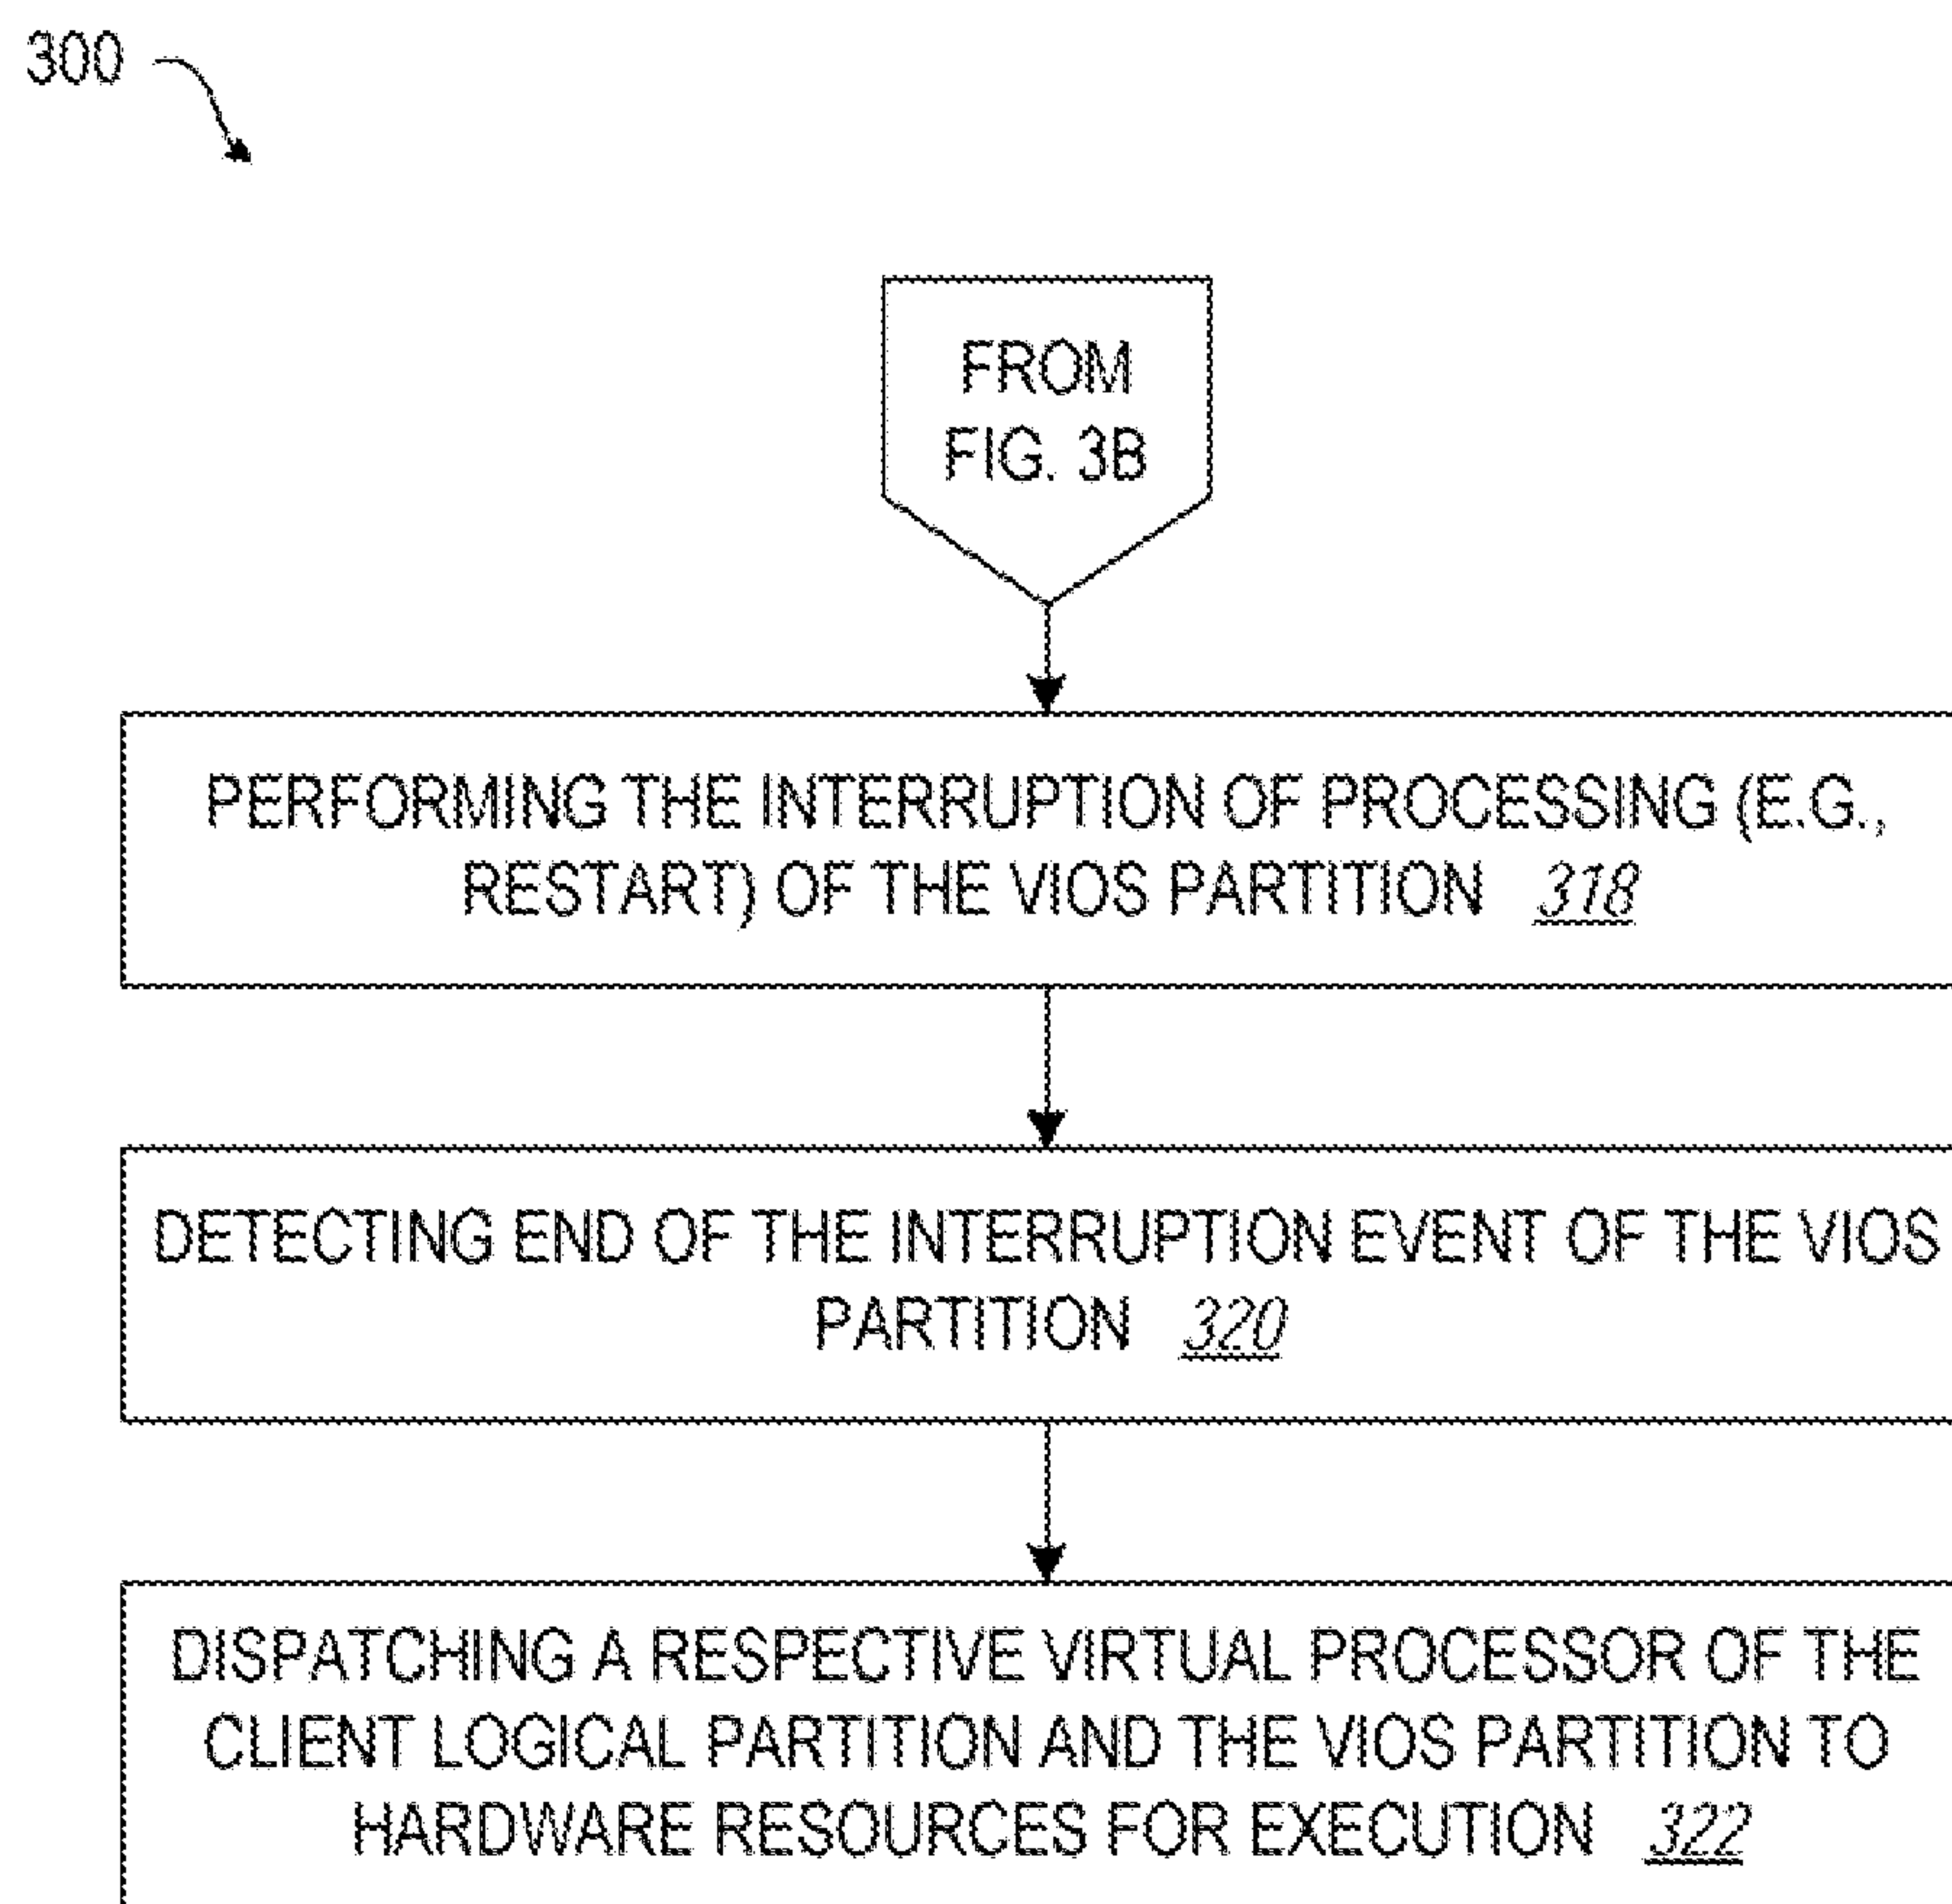 300
FROM
FIG. 3B
PERFORMING THE INTERRUPTION OF PROCESSING (E.G.,
RESTART) OF THE VIOS PARTITION 318
DETECTING END OF THE INTERRUPTION EVENT OF THE VIOS
PARTITION 320
DISPATCHING A RESPECTIVE VIRTUAL PROCESSOR OF THE
CLIENT LOGICAL PARTITION AND THE VIOS PARTITION TO
HARDWARE RESOURCES FOR EXECUTION 322